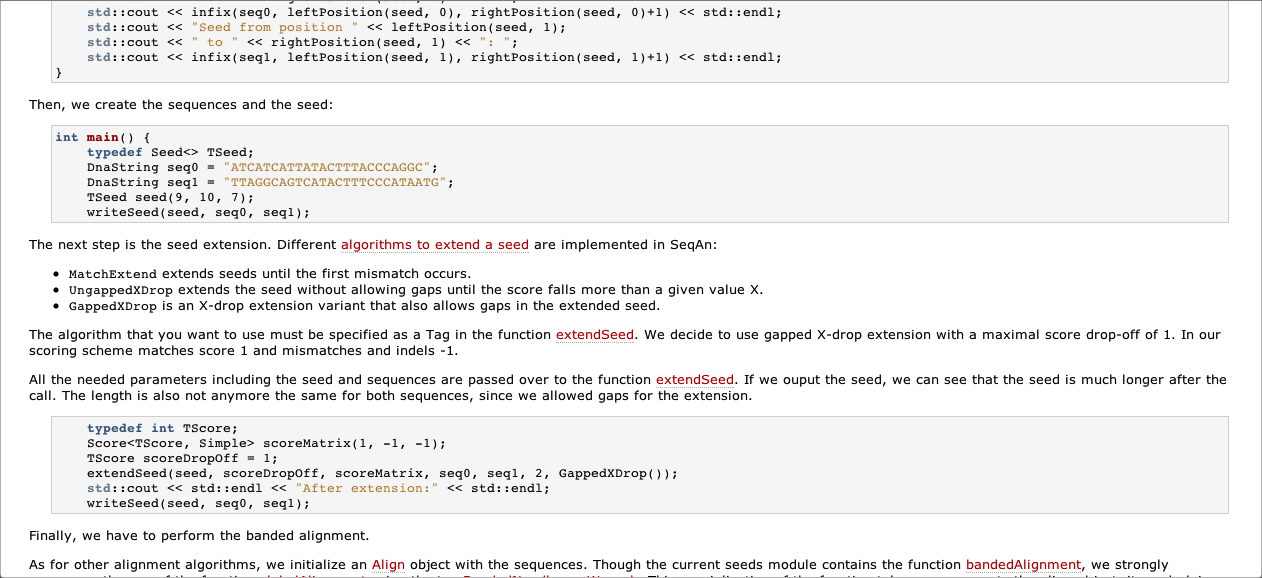 std::cout << infix(seq0, leftPosition(seed, 0), rightPosition(seed, 0)+1) << std::endl;
std::cout << "Seed from position " << leftPosition(seed, 1);
std::cout << " to " << rightPosition(seed, 1) << ": ";
std::cout << infix(seq1, leftPosition(seed, 1), rightPosition(seed, 1)+1) << std::endl;
}
Then, we create the sequences and the seed:
int main() {
typedef Seed<> TSeed;
DnaString seq0 = "ATCATCATTATACTTTACCCAGGC";
DnaString seq1 = "TTAGGCAGTCATACTTTCCCATAATG";
TSeed seed(9, 10, 7);
writeSeed(seed, seq0, seq1);
The next step is the seed extension. Different algorithms to extend a seed are implemented in SeqAn:
• MatchExtend extends seeds until the first mismatch occurs.
• UngappedXDrop extends the seed without allowing gaps until the score falls more than a given value X.
• GappedXDrop is an X-drop extension variant that also allows gaps in the extended seed.
The algorithm that you want to use must be specified as a Tag in the function extendSeed. We decide to use gapped X-drop extension with a maximal score drop-off of 1. In our
scoring scheme matches score 1 and mismatches and indels -1.
All the needed parameters including the seed and sequences are passed over to the function extendSeed. If we ouput the seed, we can see that the seed is much longer after the
call. The length is also not anymore the same for both sequences, since we allowed gaps for the extension.
typedef int TScore;
Score<TScore, Simple> scoreMatrix(1, -1, -1);
TScore scoreDropOff = 1;
extendSeed(seed, scoreDropOff, scoreMatrix, seq0, seq1, 2, GappedXDrop());
std::cout << std::endl << "After extension:" << std::endl;
writeSeed(seed, seq0, seq1);
Finally, we have to perform the banded alignment.
As for other alignment algorithms, we initialize an Align object with the sequences. Though the current seeds module contains the function bandedAlignment, we strongly